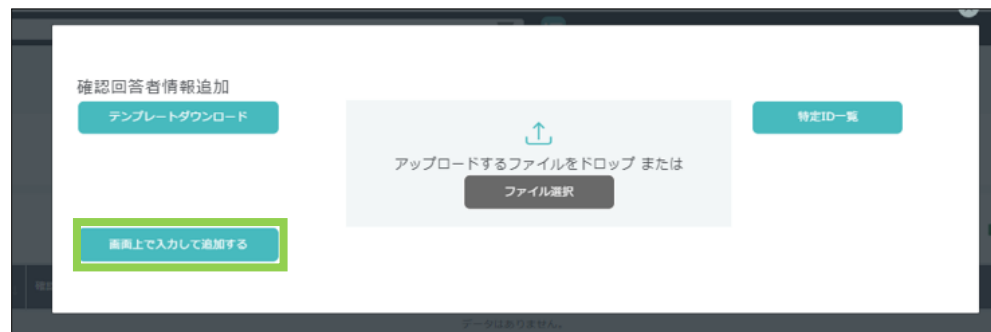 確認回答者情報追加
テンプレートダウンロード
特定ID一覧
アップロードするファイルをドロップ または
ファイル選択
画面上で入力して追加する
データはありません。